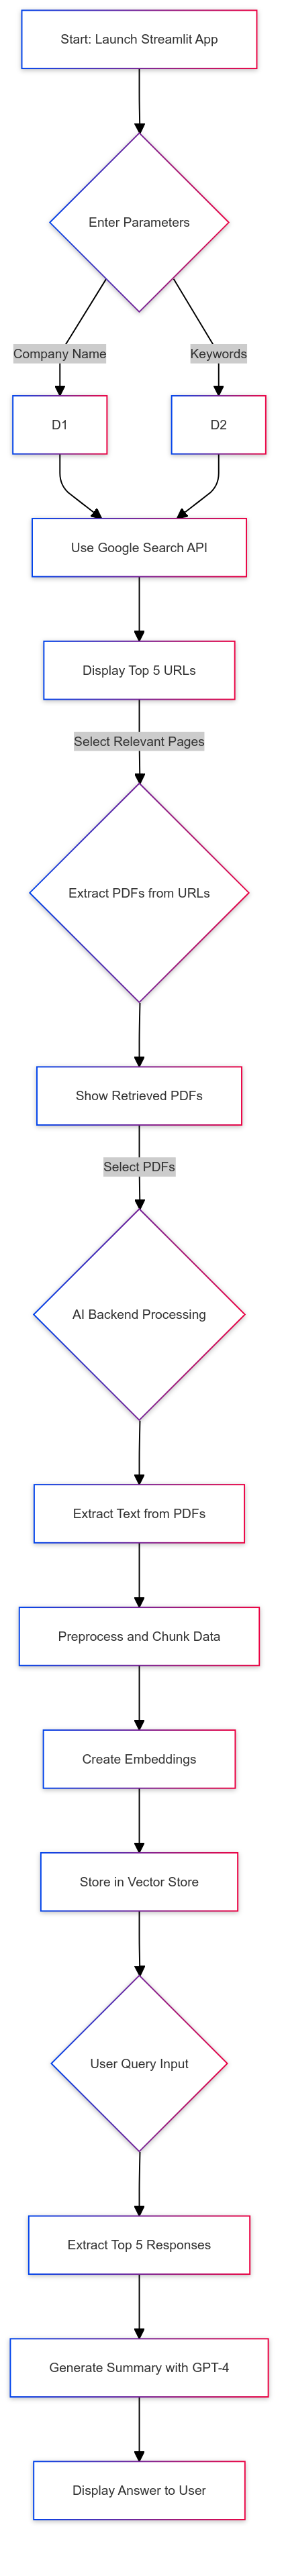 Start: Launch Streamlit App
Enter Parameters
Company Name
Keywords
D1
D2
Use Google Search API
Display Top 5 URLs
Select Relevant Pages
Extract PDFs from URLs
Show Retrieved PDFs
Select PDFs
AI Backend Processing
Extract Text from PDFs
Preprocess and Chunk Data
Create Embeddings
Store in Vector Store
User Query Input
Extract Top 5 Responses
Generate Summary with GPT-4
Display Answer to User